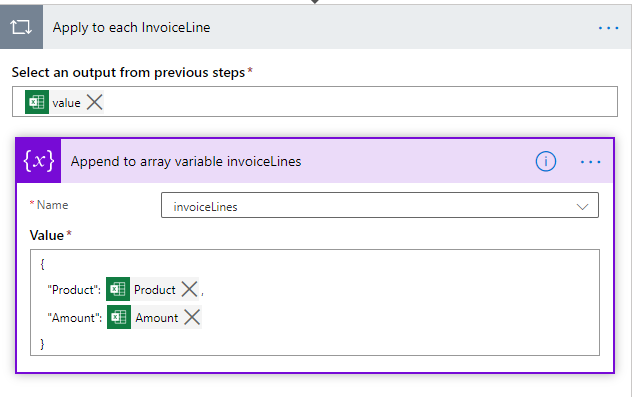 Apply to each InvoiceLine
Select an output from previous steps*
value
{x} Append to array variable invoiceLines
* Name invoiceLines
Value*
{
"Product": Product ,
"Amount": Amount
}